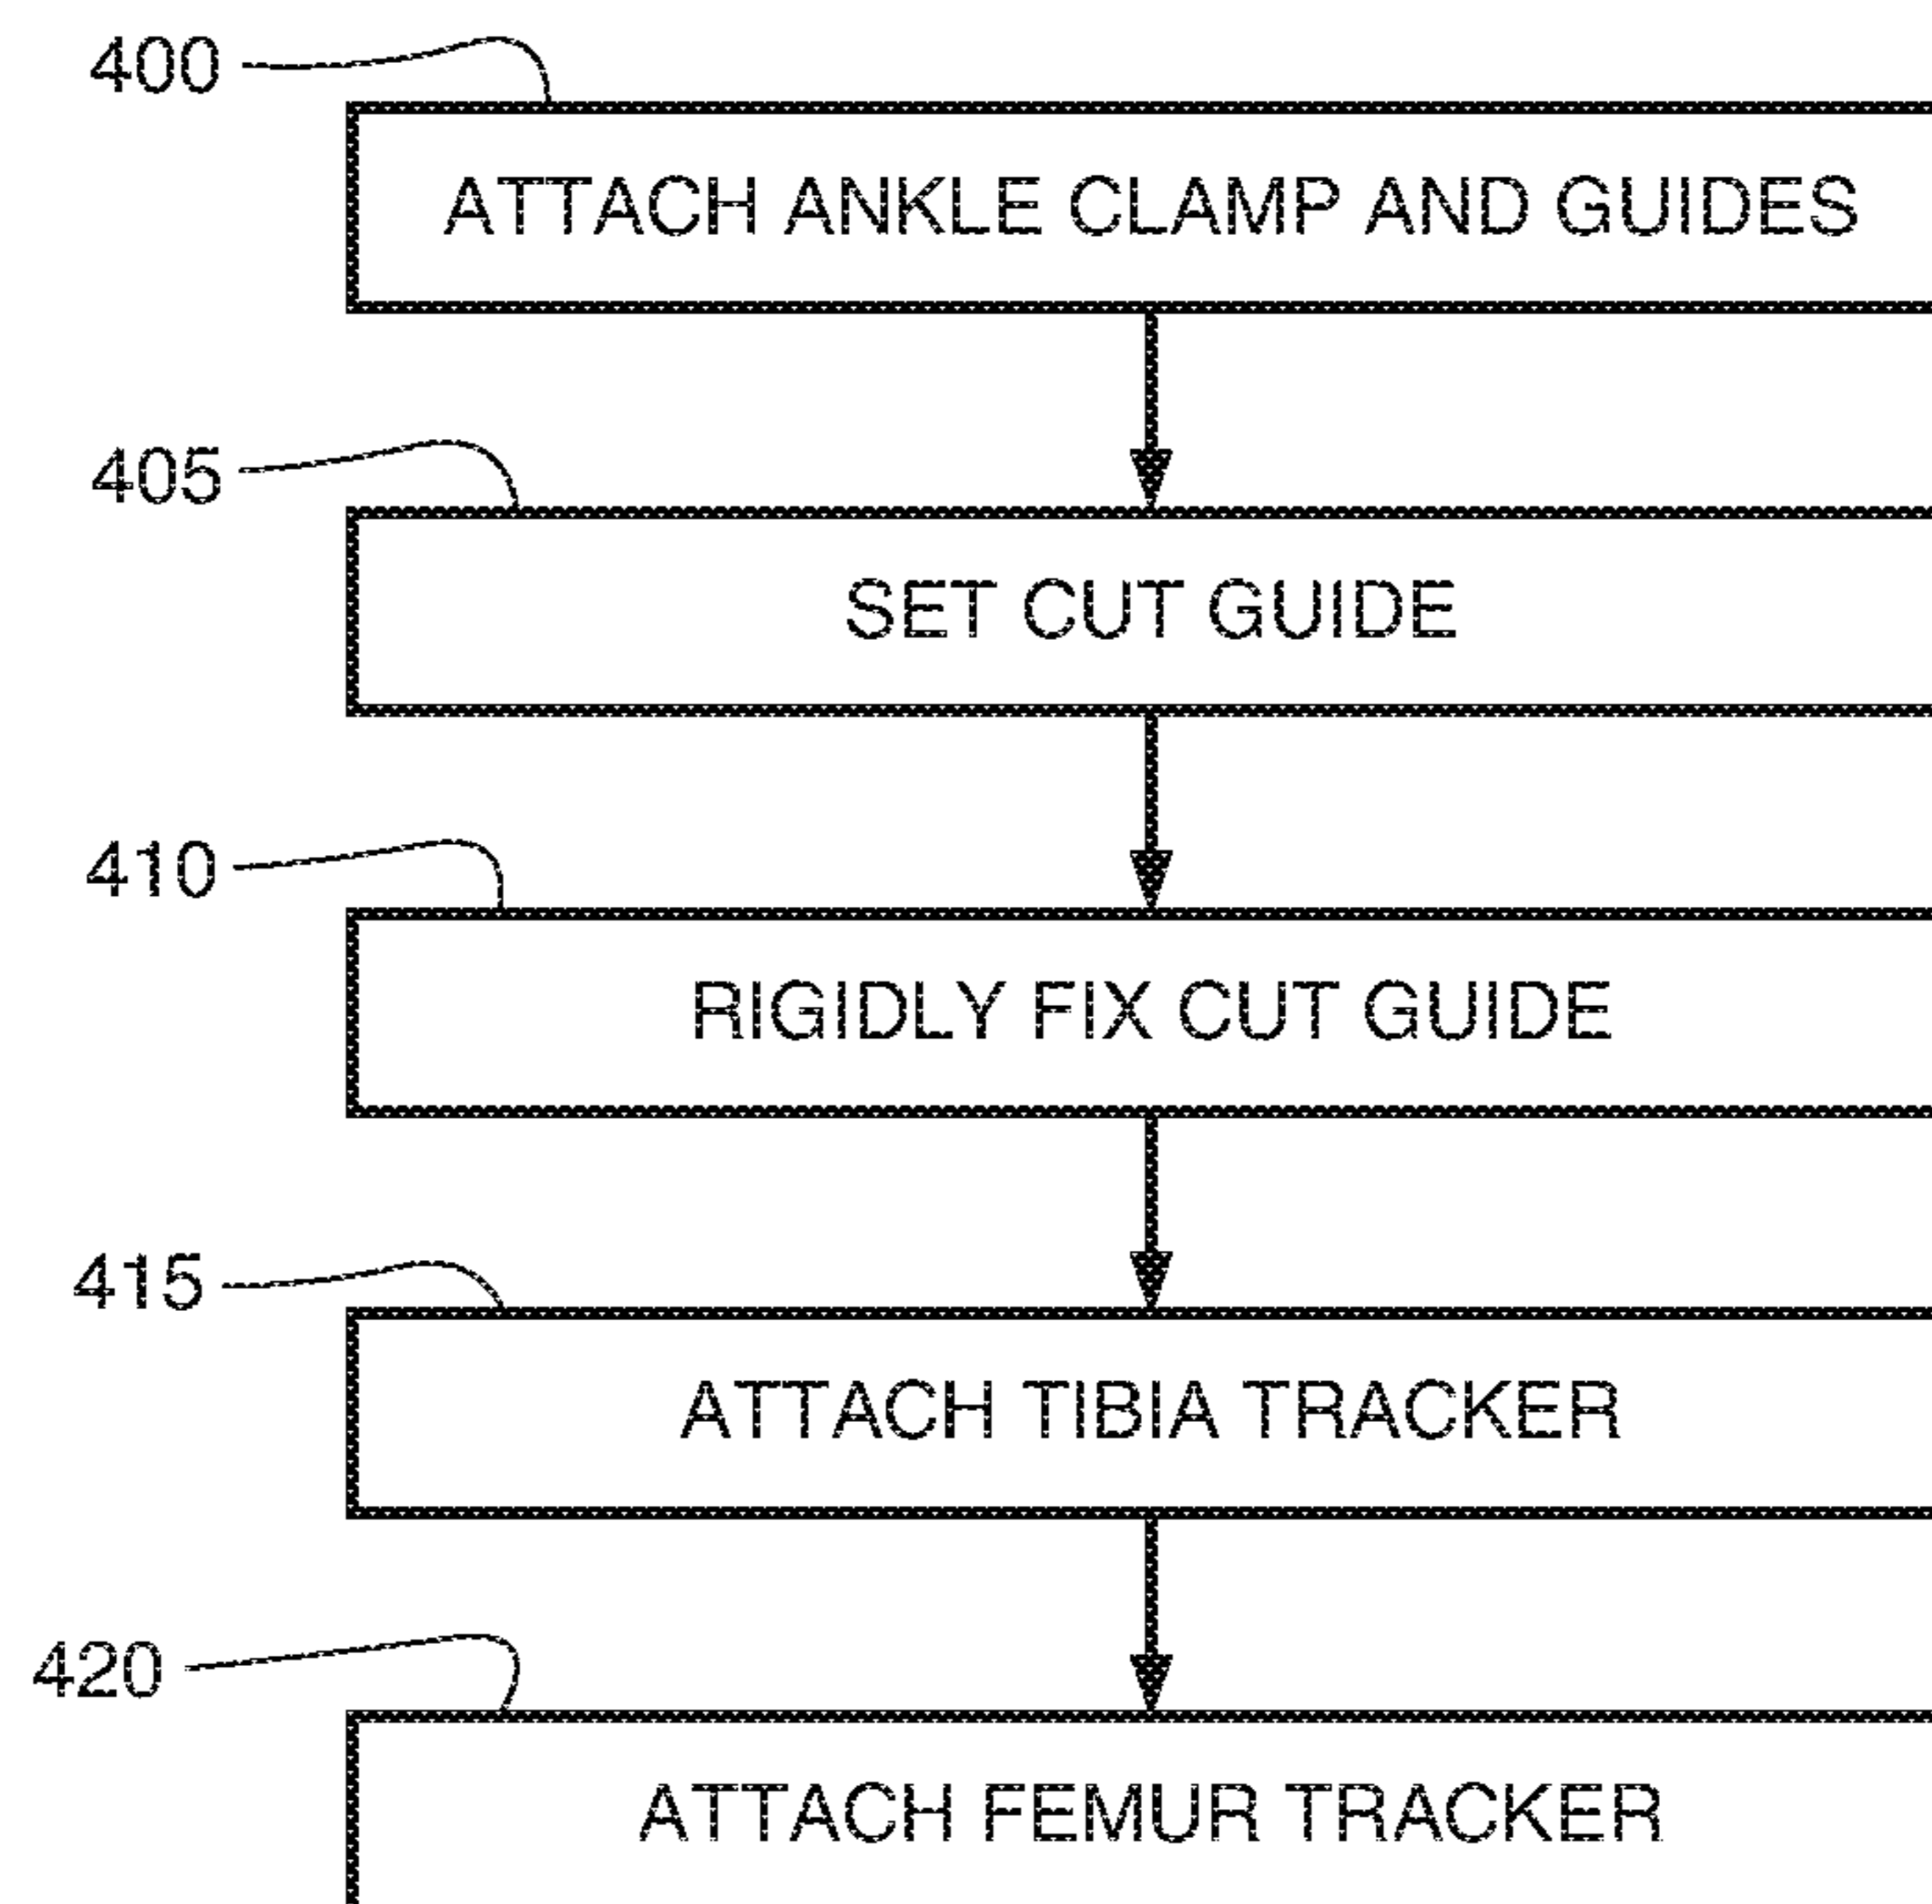 400
ATTACH ANKLE CLAMP AND GUIDES
405
SET CUT GUIDE
410
RIGIDLY FIX CUT GUIDE
415
ATTACH TIBIA TRACKER
420
ATTACH FEMUR TRACKER